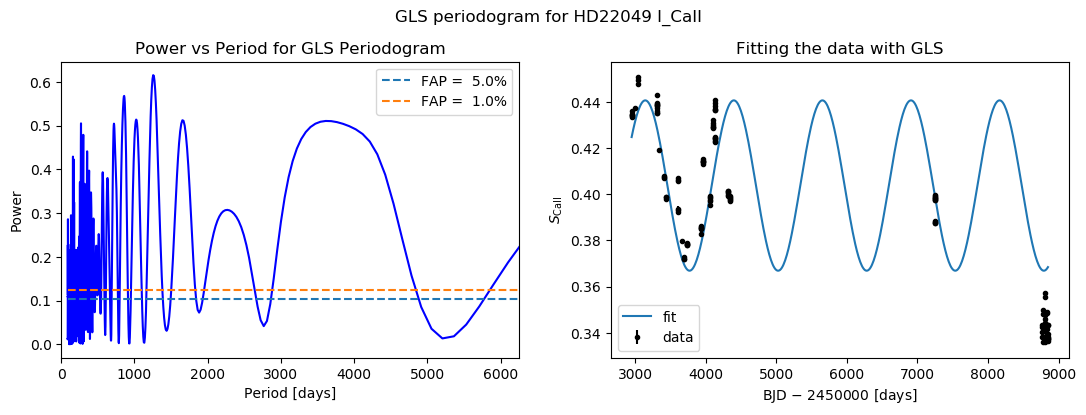 GLS periodogram for HD22049 I_Call
Power vs Period for GLS Periodogram
Power
0.6
0.5
0.4
0.3
0.2
0.1
0.0
FAP = 5.0%
FAP = 1.0%
0 1000 2000 3000 4000 5000 6000
Period [days]
Fitting the data with GLS
S_Call
0.44
0.42
0.40
0.38
0.36
0.34
fit
data
3000 4000 5000 6000 7000 8000 9000
BJD − 2450000 [days]